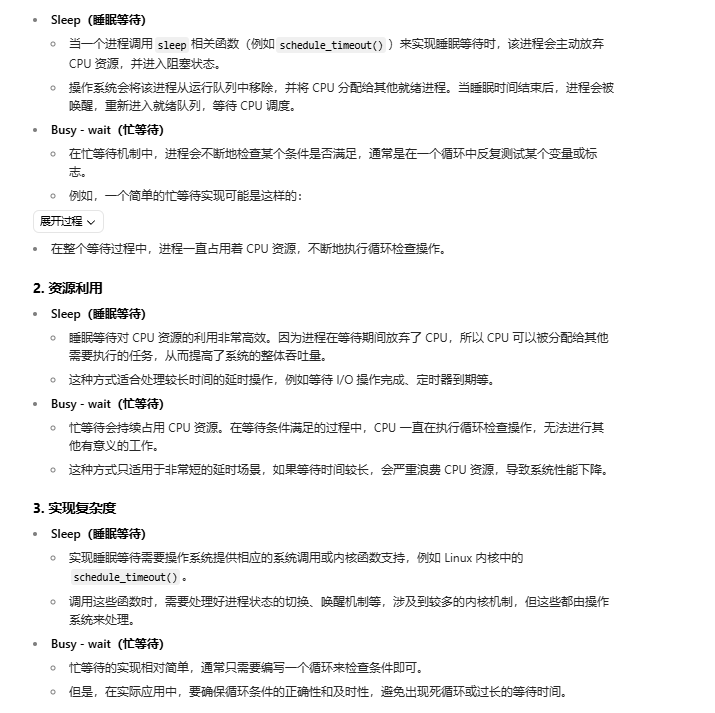 Sleep（睡眠等待）
当一个进程调用 sleep 相关函数（例如 schedule_timeout() ）来实现睡眠等待时，该进程会主动放弃
CPU 资源，并进入阻塞状态。
操作系统会将该进程从运行队列中移除，并将 CPU 分配给其他就绪进程。当睡眠时间结束后，进程会被
唤醒，重新进入就绪队列，等待 CPU 调度。
Busy - wait（忙等待）
在忙等待机制中，进程会不断地检查某个条件是否满足，通常是在一个循环中反复测试某个变量或标
志。
例如，一个简单的忙等待实现可能是这样的：
展开过程
在整个等待过程中，进程一直占用着 CPU 资源，不断地执行循环检查操作。
2. 资源利用
Sleep（睡眠等待）
睡眠等待对 CPU 资源的利用非常高效。因为进程在等待期间放弃了 CPU，所以 CPU 可以被分配给其他
需要执行的任务，从而提高了系统的整体吞吐量。
这种方式适合处理较长时间的延时操作，例如等待 I/O 操作完成、定时器到期等。
Busy - wait（忙等待）
忙等待会持续占用 CPU 资源。在等待条件满足的过程中，CPU 一直在执行循环检查操作，无法进行其
他有意义的工作。
这种方式只适用于非常短的延时场景，如果等待时间较长，会严重浪费 CPU 资源，导致系统性能下降。
3. 实现复杂度
Sleep（睡眠等待）
实现睡眠等待需要操作系统提供相应的系统调用或内核函数支持，例如 Linux 内核中的
schedule_timeout() 。
调用这些函数时，需要处理好进程状态的切换、唤醒机制等，涉及到较多的内核机制，但这些都由操作
系统来处理。
Busy - wait（忙等待）
忙等待的实现相对简单，通常只需要编写一个循环来检查条件即可。
但是，在实际应用中，要确保循环条件的正确性和及时性，避免出现死循环或过长的等待时间。